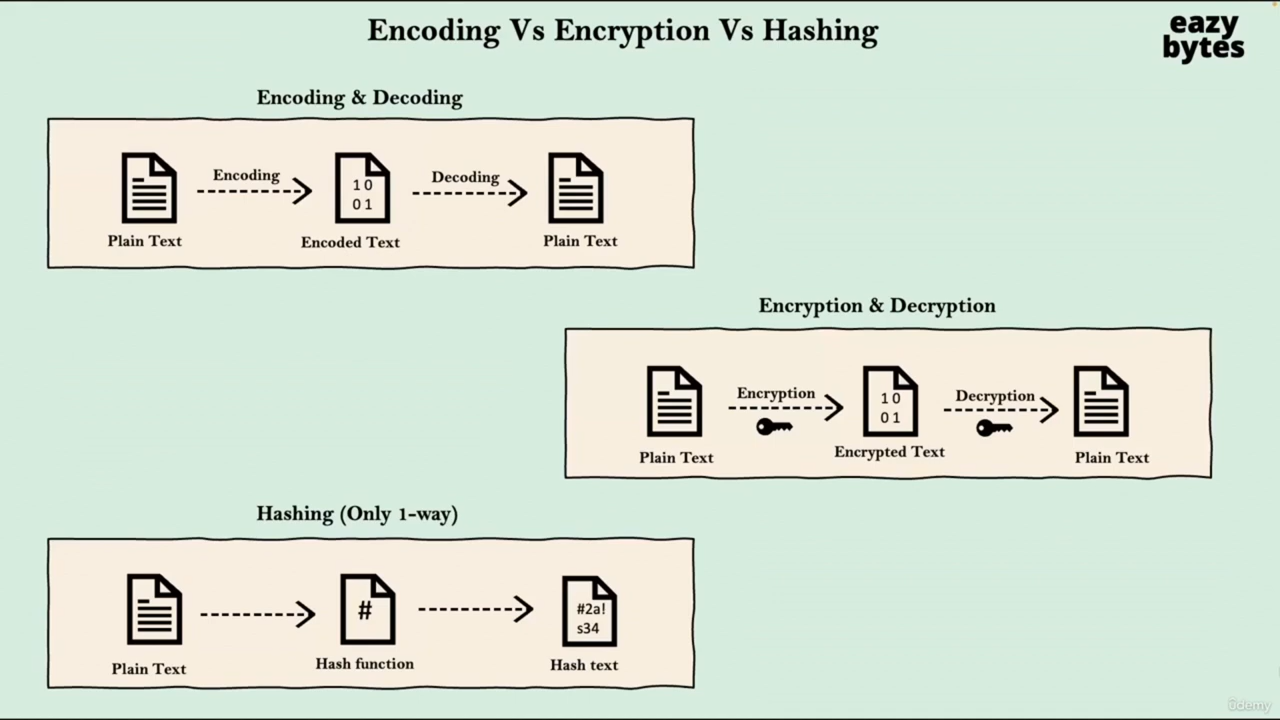 Encoding Vs Encryption Vs Hashing
eazy
bytes
Encoding & Decoding
Encoding
Decoding
1 0
0 1
Plain Text
Encoded Text
Plain Text
Encryption & Decryption
Encryption
Decryption
1 0
0 1
Plain Text
Encrypted Text
Plain Text
Hashing (Only 1-way)
#
#2a!
s34
Plain Text
Hash function
Hash text
ûdemy